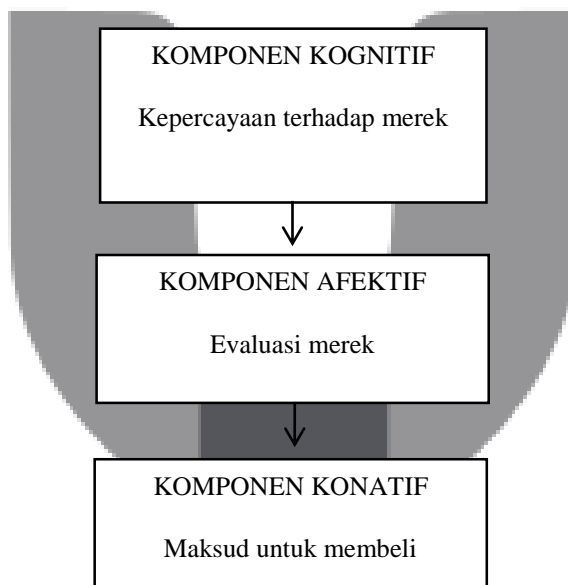 KOMPONEN KOGNITIF
Kepercayaan terhadap merek
KOMPONEN AFEKTIF
Evaluasi merek
KOMPONEN KONATIF
Maksud untuk membeli